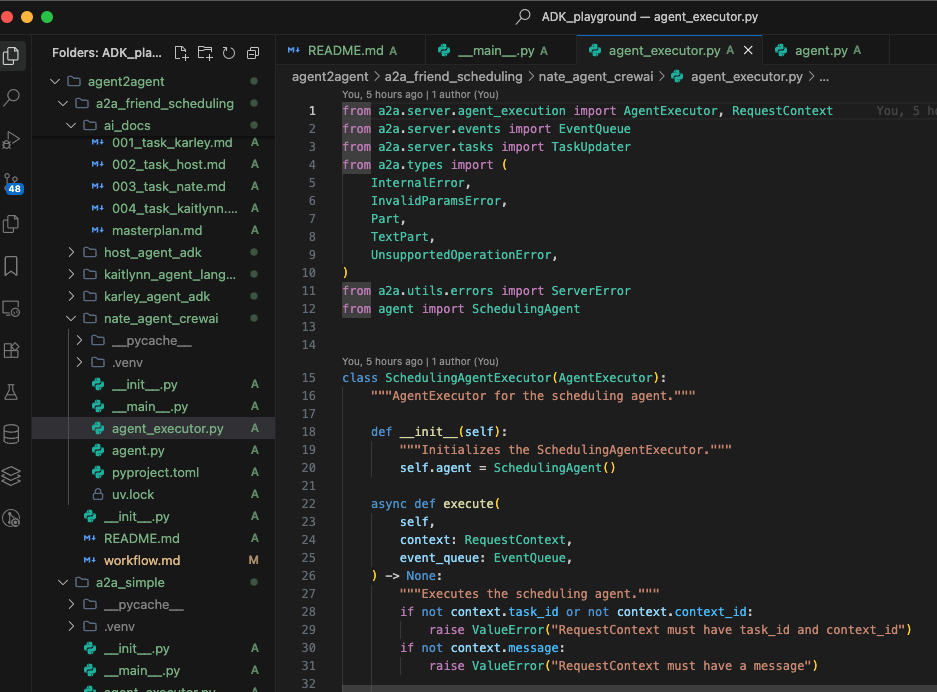 ADK_playground — agent_executor.py
Folders: ADK_pla...
README.md A
__main__.py A
agent_executor.py A
agent.py A
agent2agent > a2a_friend_scheduling > nate_agent_crewai > agent_executor.py > ...
agent2agent
a2a_friend_scheduling
ai_docs
001_task_karley.md A
002_task_host.md A
003_task_nate.md A
004_task_kaitlynn.... A
masterplan.md A
host_agent_adk
kaitlynn_agent_lang...
karley_agent_adk
nate_agent_crewai
__pycache__
.venv
__init__.py A
__main__.py A
agent_executor.py A
agent.py A
pyproject.toml A
uv.lock A
__init__.py A
README.md A
workflow.md M
a2a_simple
__pycache__
.venv
__init__.py A
__main__.py A
agent_executor.py A
48
You, 5 hours ago | 1 author (You)
1 from a2a.server.agent_execution import AgentExecutor, RequestContext You, 5 h
2 from a2a.server.events import EventQueue
3 from a2a.server.tasks import TaskUpdater
4 from a2a.types import (
5 InternalError,
6 InvalidParamsError,
7 Part,
8 TextPart,
9 UnsupportedOperationError,
10 )
11 from a2a.utils.errors import ServerError
12 from agent import SchedulingAgent
13
14
You, 5 hours ago | 1 author (You)
15 class SchedulingAgentExecutor(AgentExecutor):
16 """AgentExecutor for the scheduling agent."""
17
18 def __init__(self):
19 """Initializes the SchedulingAgentExecutor."""
20 self.agent = SchedulingAgent()
21
22 async def execute(
23 self,
24 context: RequestContext,
25 event_queue: EventQueue,
26 ) -> None:
27 """Executes the scheduling agent."""
28 if not context.task_id or not context.context_id:
29 raise ValueError("RequestContext must have task_id and context_id")
30 if not context.message:
31 raise ValueError("RequestContext must have a message")
32